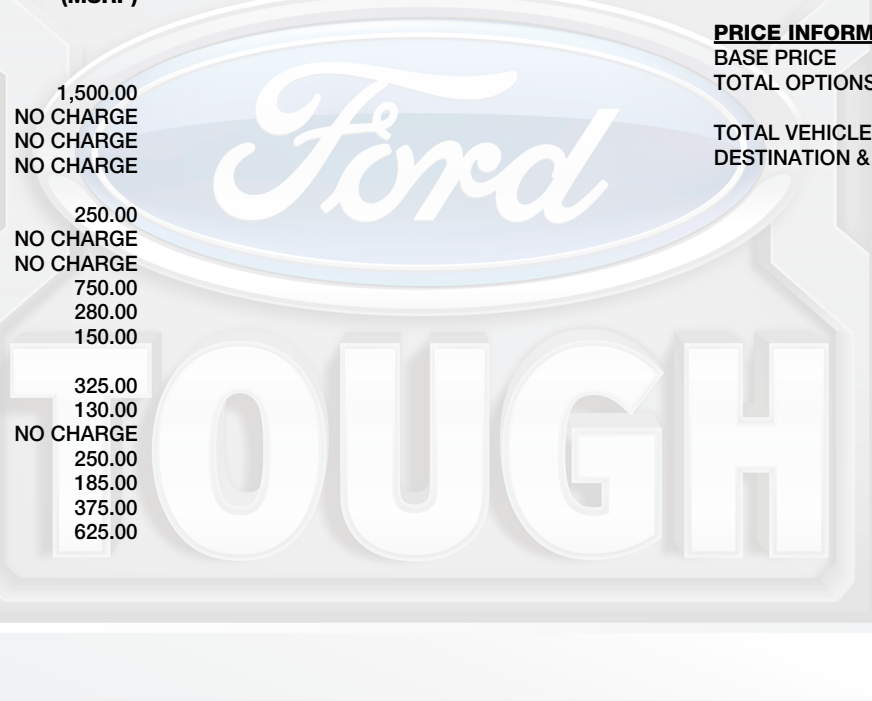 (MSRP)
1,500.00
NO CHARGE
NO CHARGE
NO CHARGE
250.00
NO CHARGE
NO CHARGE
750.00
280.00
150.00
325.00
130.00
NO CHARGE
250.00
185.00
375.00
625.00
PRICE INFORM
BASE PRICE
TOTAL OPTIONS
TOTAL VEHICLE
DESTINATION &
Ford
TOUGH